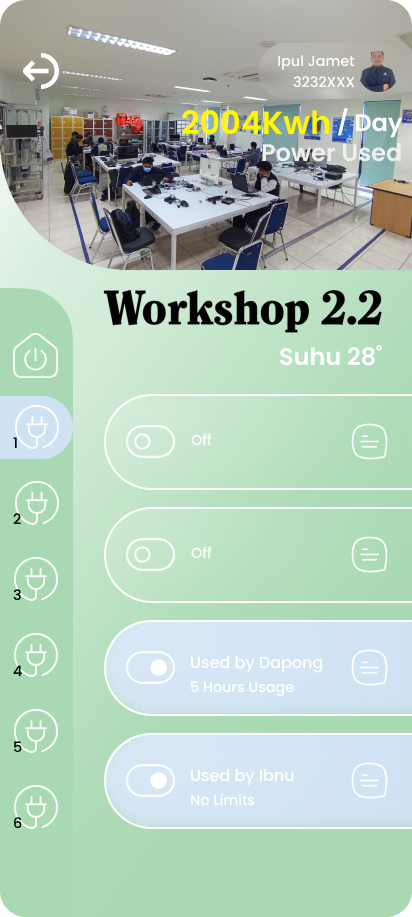 Ipul Jamet
3232XXX
2004Kwh / Day
Power Used
Workshop 2.2
Suhu 28°
1
Off
2
Off
3
4
Used by Dapong
5 Hours Usage
5
Used by Ibnu
No Limits
6